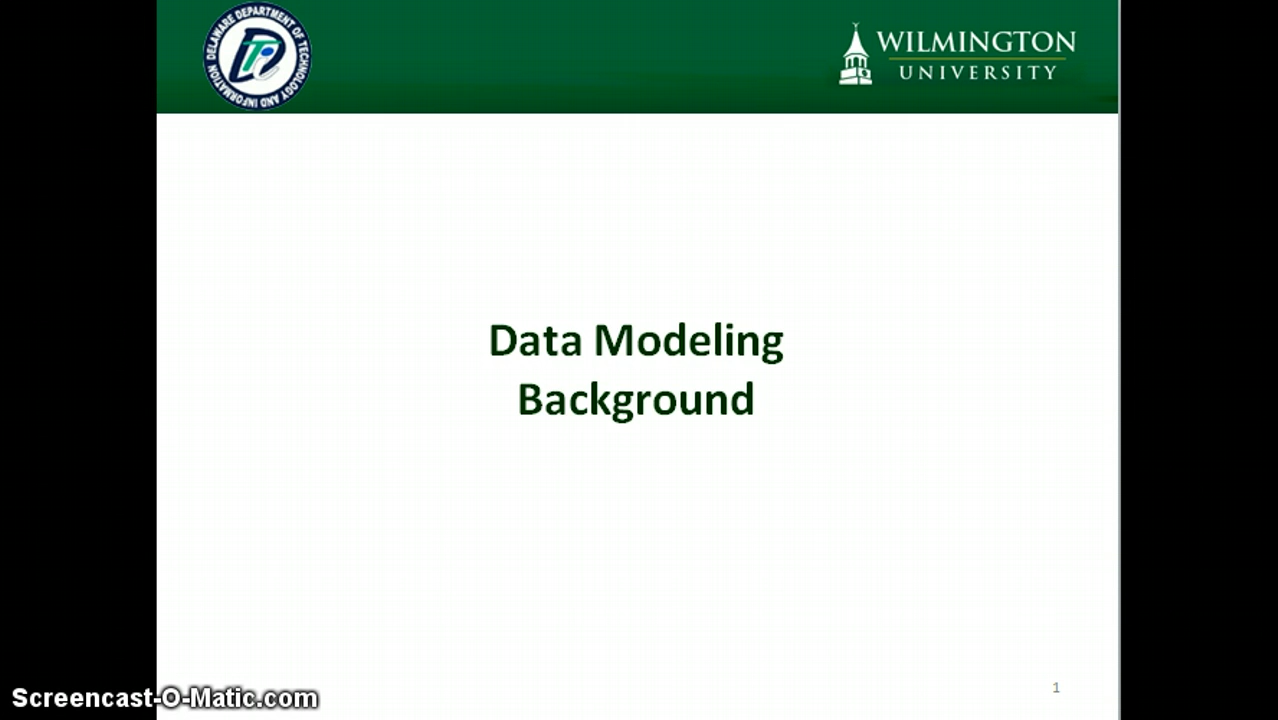 DELAWARE DEPARTMENT OF TECHNOLOGY AND INFORMATION
WILMINGTON
UNIVERSITY
Data Modeling
Background
1
Screencast-O-Matic.com